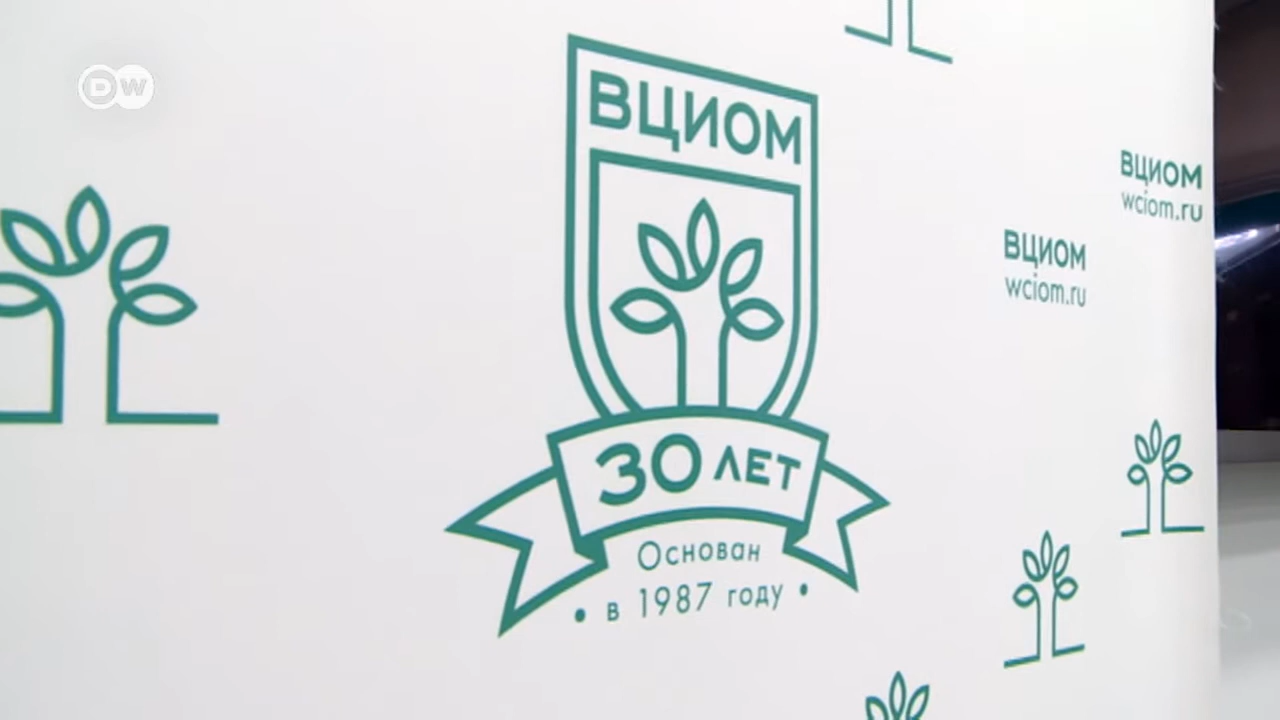 DW
ВЦИОМ
30 ЛЕТ
Основан
• в 1987 году •
ВЦИОМ
wciom.ru
ВЦИОМ
wciom.ru